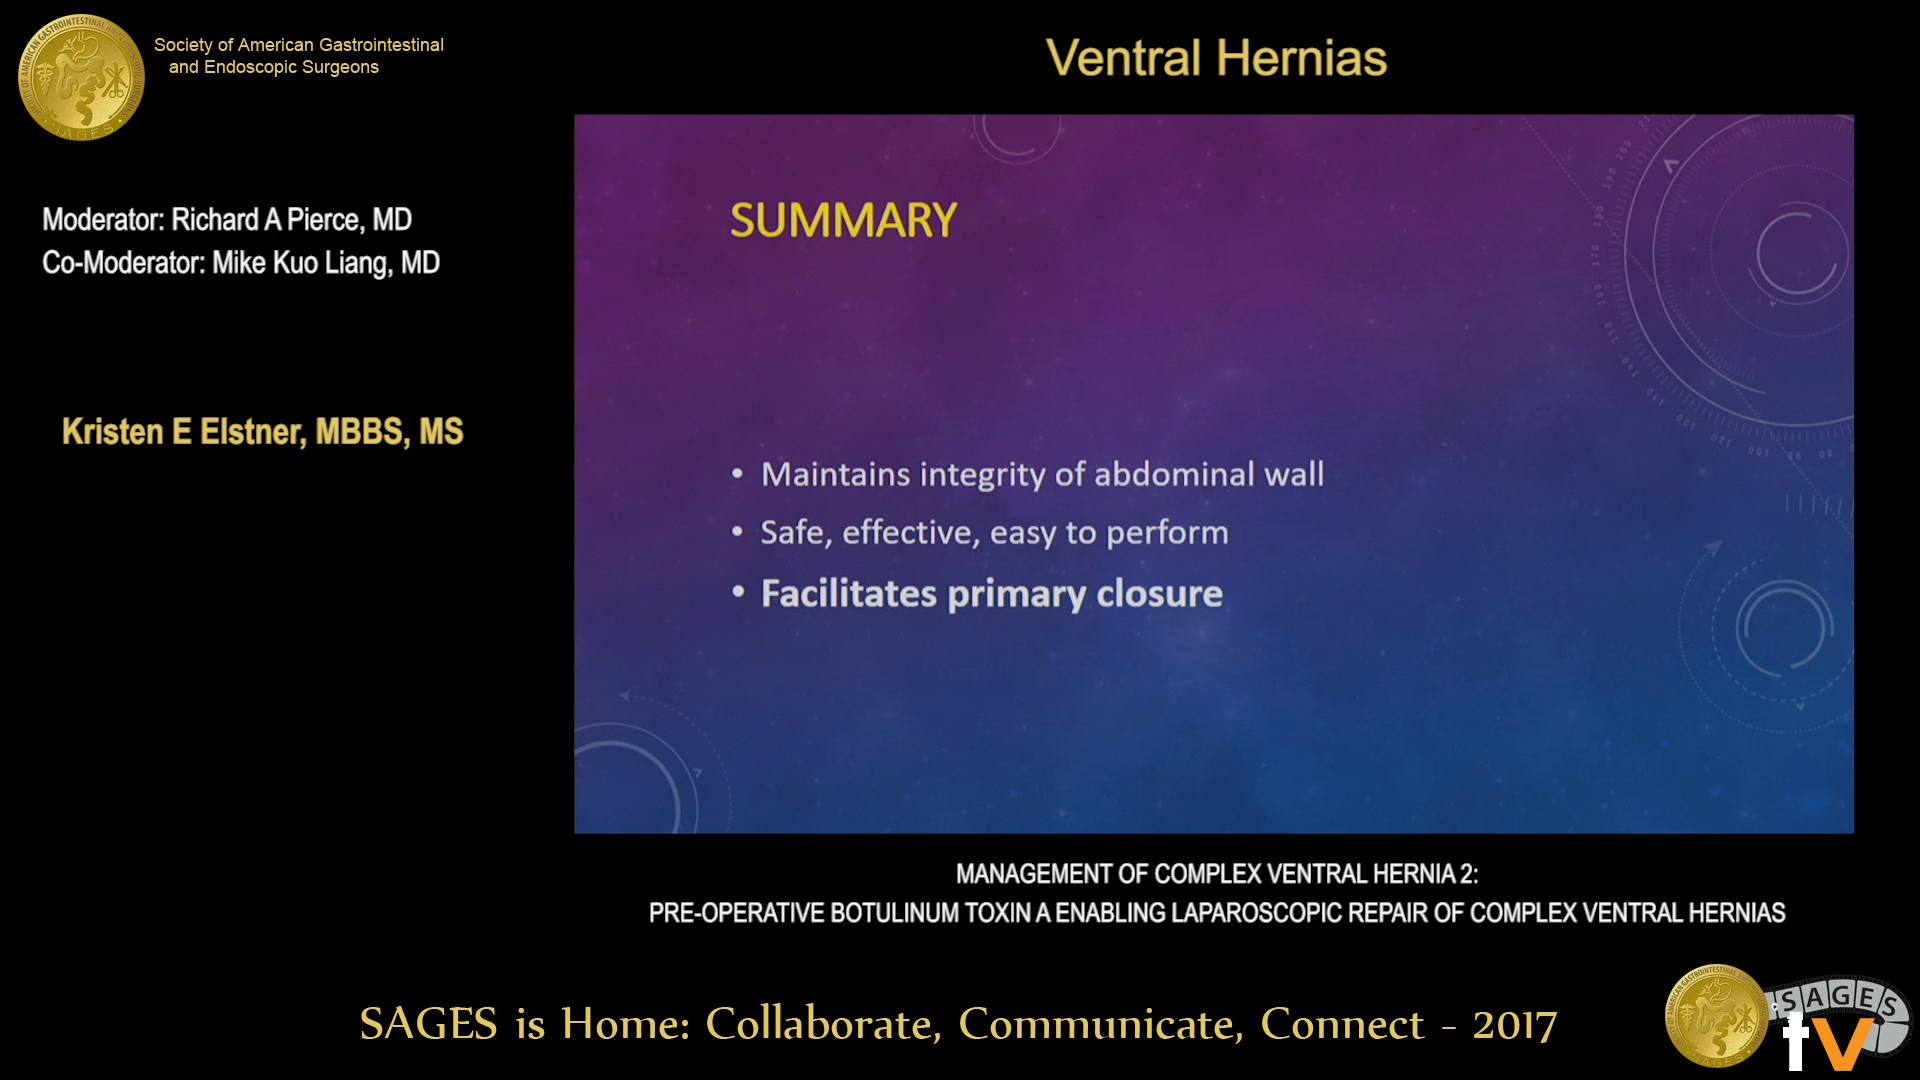 Society of American Gastrointestinal
and Endoscopic Surgeons
Ventral Hernias
Moderator: Richard A Pierce, MD
Co-Moderator: Mike Kuo Liang, MD
Kristen E Elstner, MBBS, MS
SUMMARY
• Maintains integrity of abdominal wall
• Safe, effective, easy to perform
• Facilitates primary closure
MANAGEMENT OF COMPLEX VENTRAL HERNIA 2:
PRE-OPERATIVE BOTULINUM TOXIN A ENABLING LAPAROSCOPIC REPAIR OF COMPLEX VENTRAL HERNIAS
SAGES is Home: Collaborate, Communicate, Connect - 2017
SAGES
tv